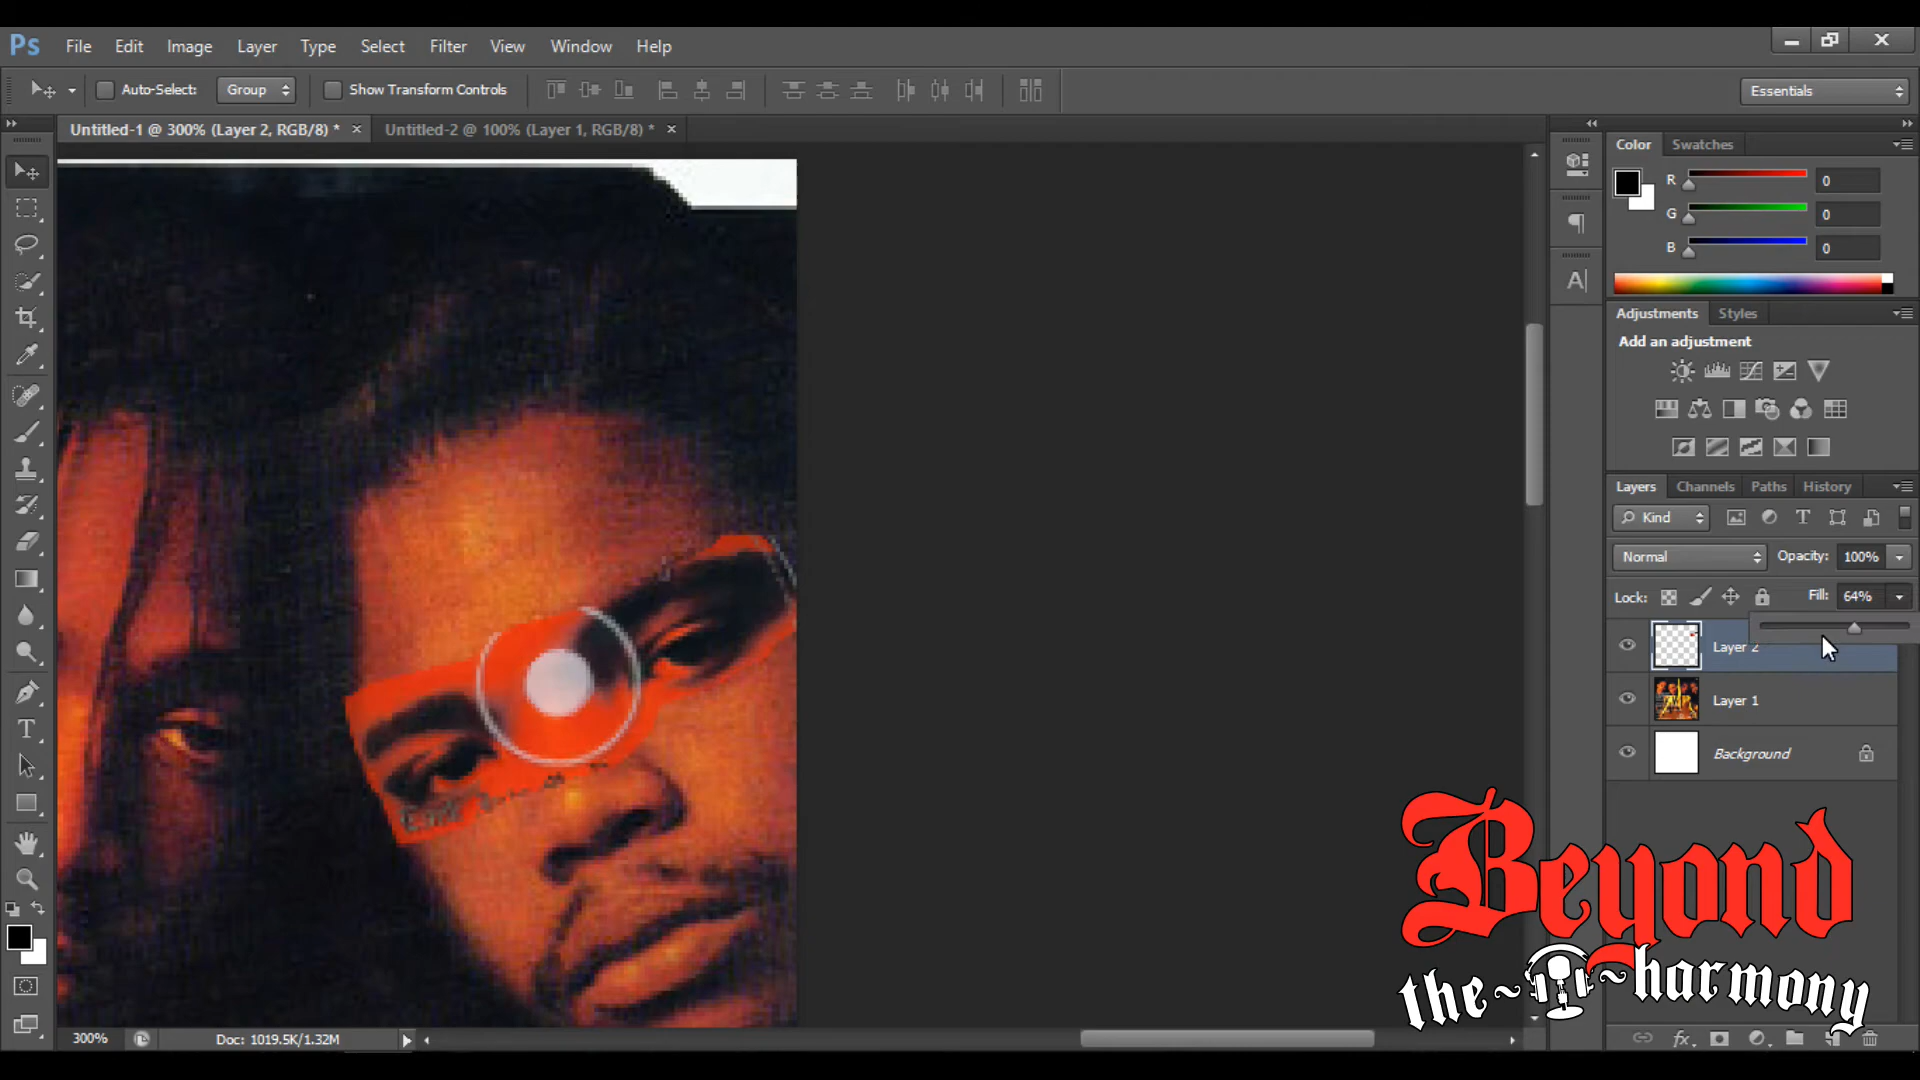 Ps File Edit Image Layer Type Select Filter View Window Help
Auto-Select: Group Show Transform Controls Essentials
Untitled-1 @ 300% (Layer 2, RGB/8) * × Untitled-2 @ 100% (Layer 1, RGB/8) * ×
Color Swatches
R 0
G 0
B 0
Adjustments Styles
Add an adjustment
Layers Channels Paths History
Kind
Normal Opacity: 100%
Lock: Fill: 64%
Layer 2
Layer 1
Background
Beyond
the~~harmony
300% Doc: 1019.5K/1.32M